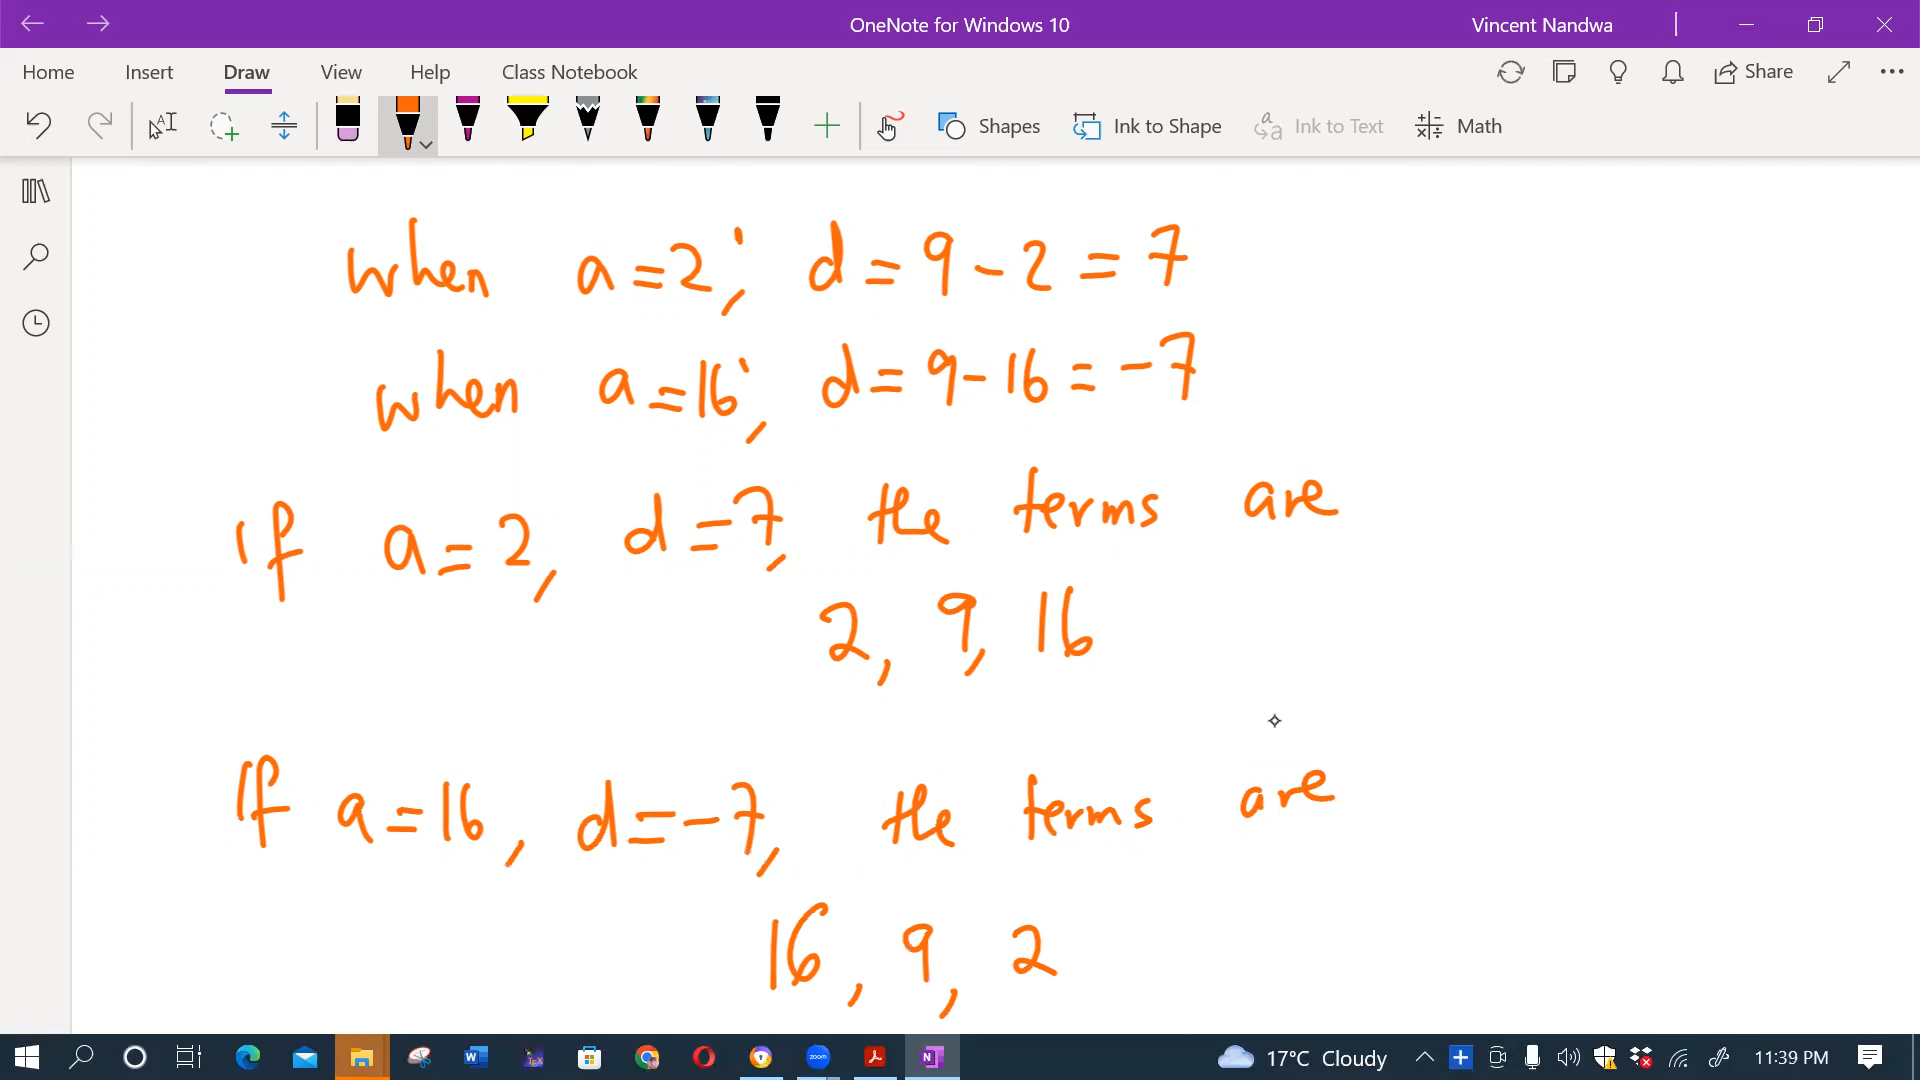 OneNote for Windows 10
Vincent Nandwa
Home Insert Draw View Help Class Notebook
Share
Shapes Ink to Shape Ink to Text Math
when a=2; d=9-2=7
when a=16; d=9-16=-7
If a=2, d=7, the terms are
2, 9, 16
If a=16, d=-7, the terms are
16, 9, 2
17°C Cloudy
11:39 PM